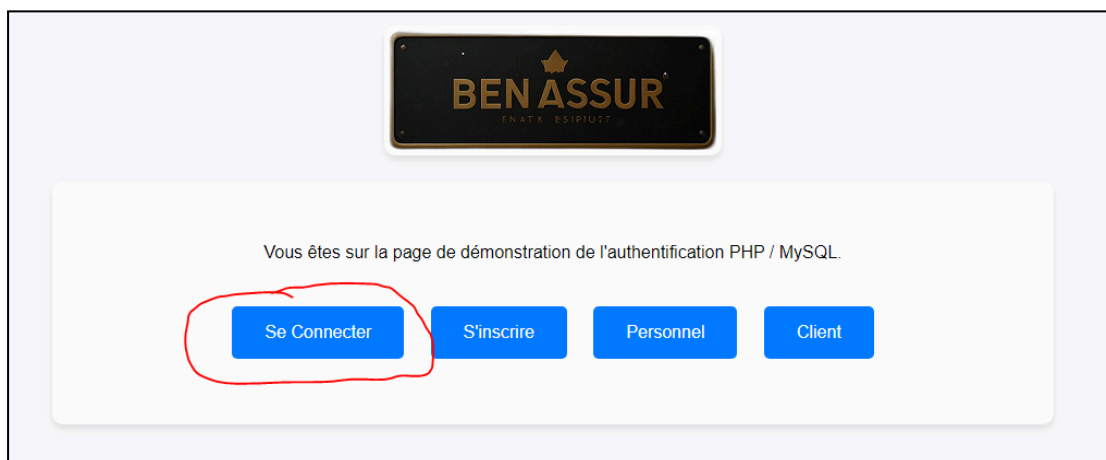 BEN ASSUR
Vous êtes sur la page de démonstration de l'authentification PHP / MySQL.
Se Connecter
S'inscrire
Personnel
Client